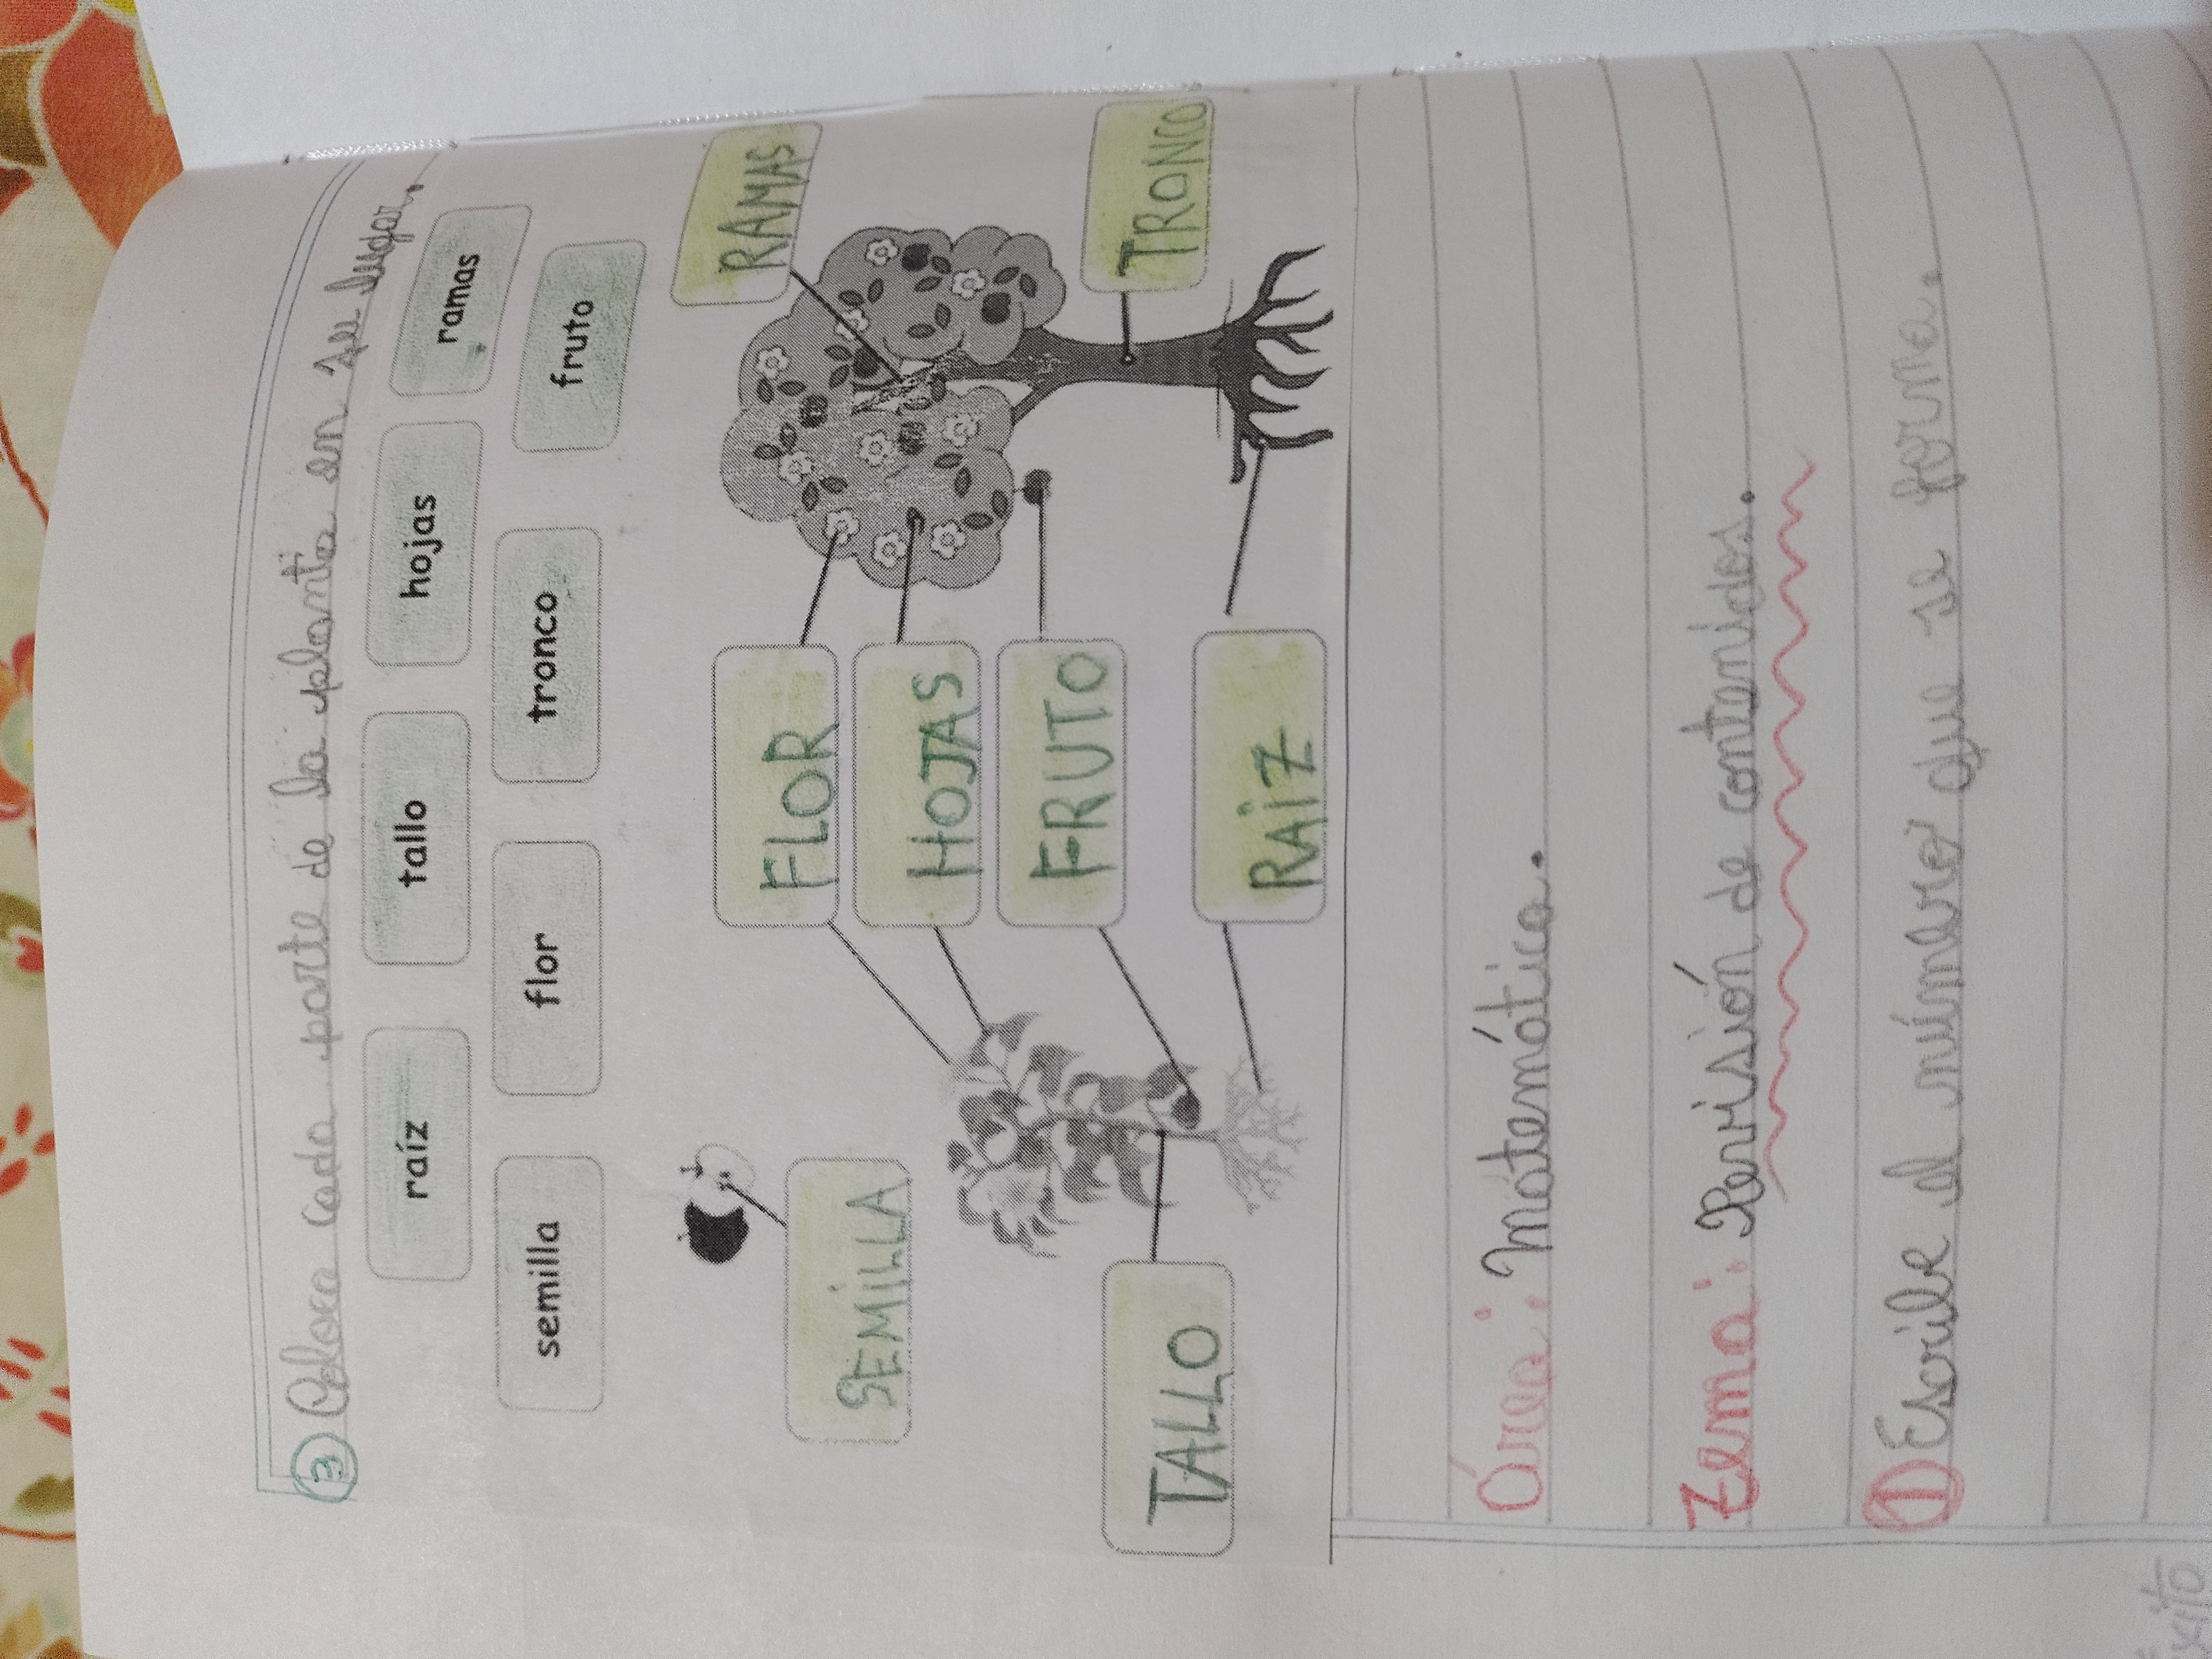 3 Coloca cada parte de la planta en su lugar.
raíz tallo hojas ramas
semilla flor tronco fruto
SEMILLA
FLOR
RAMAS
HOJAS
TALLO
FRUTO
TRONCO
RAIZ
Área: Matemática.
Tema: Revisión de contenidos.
1 Escribe el número que se forma.